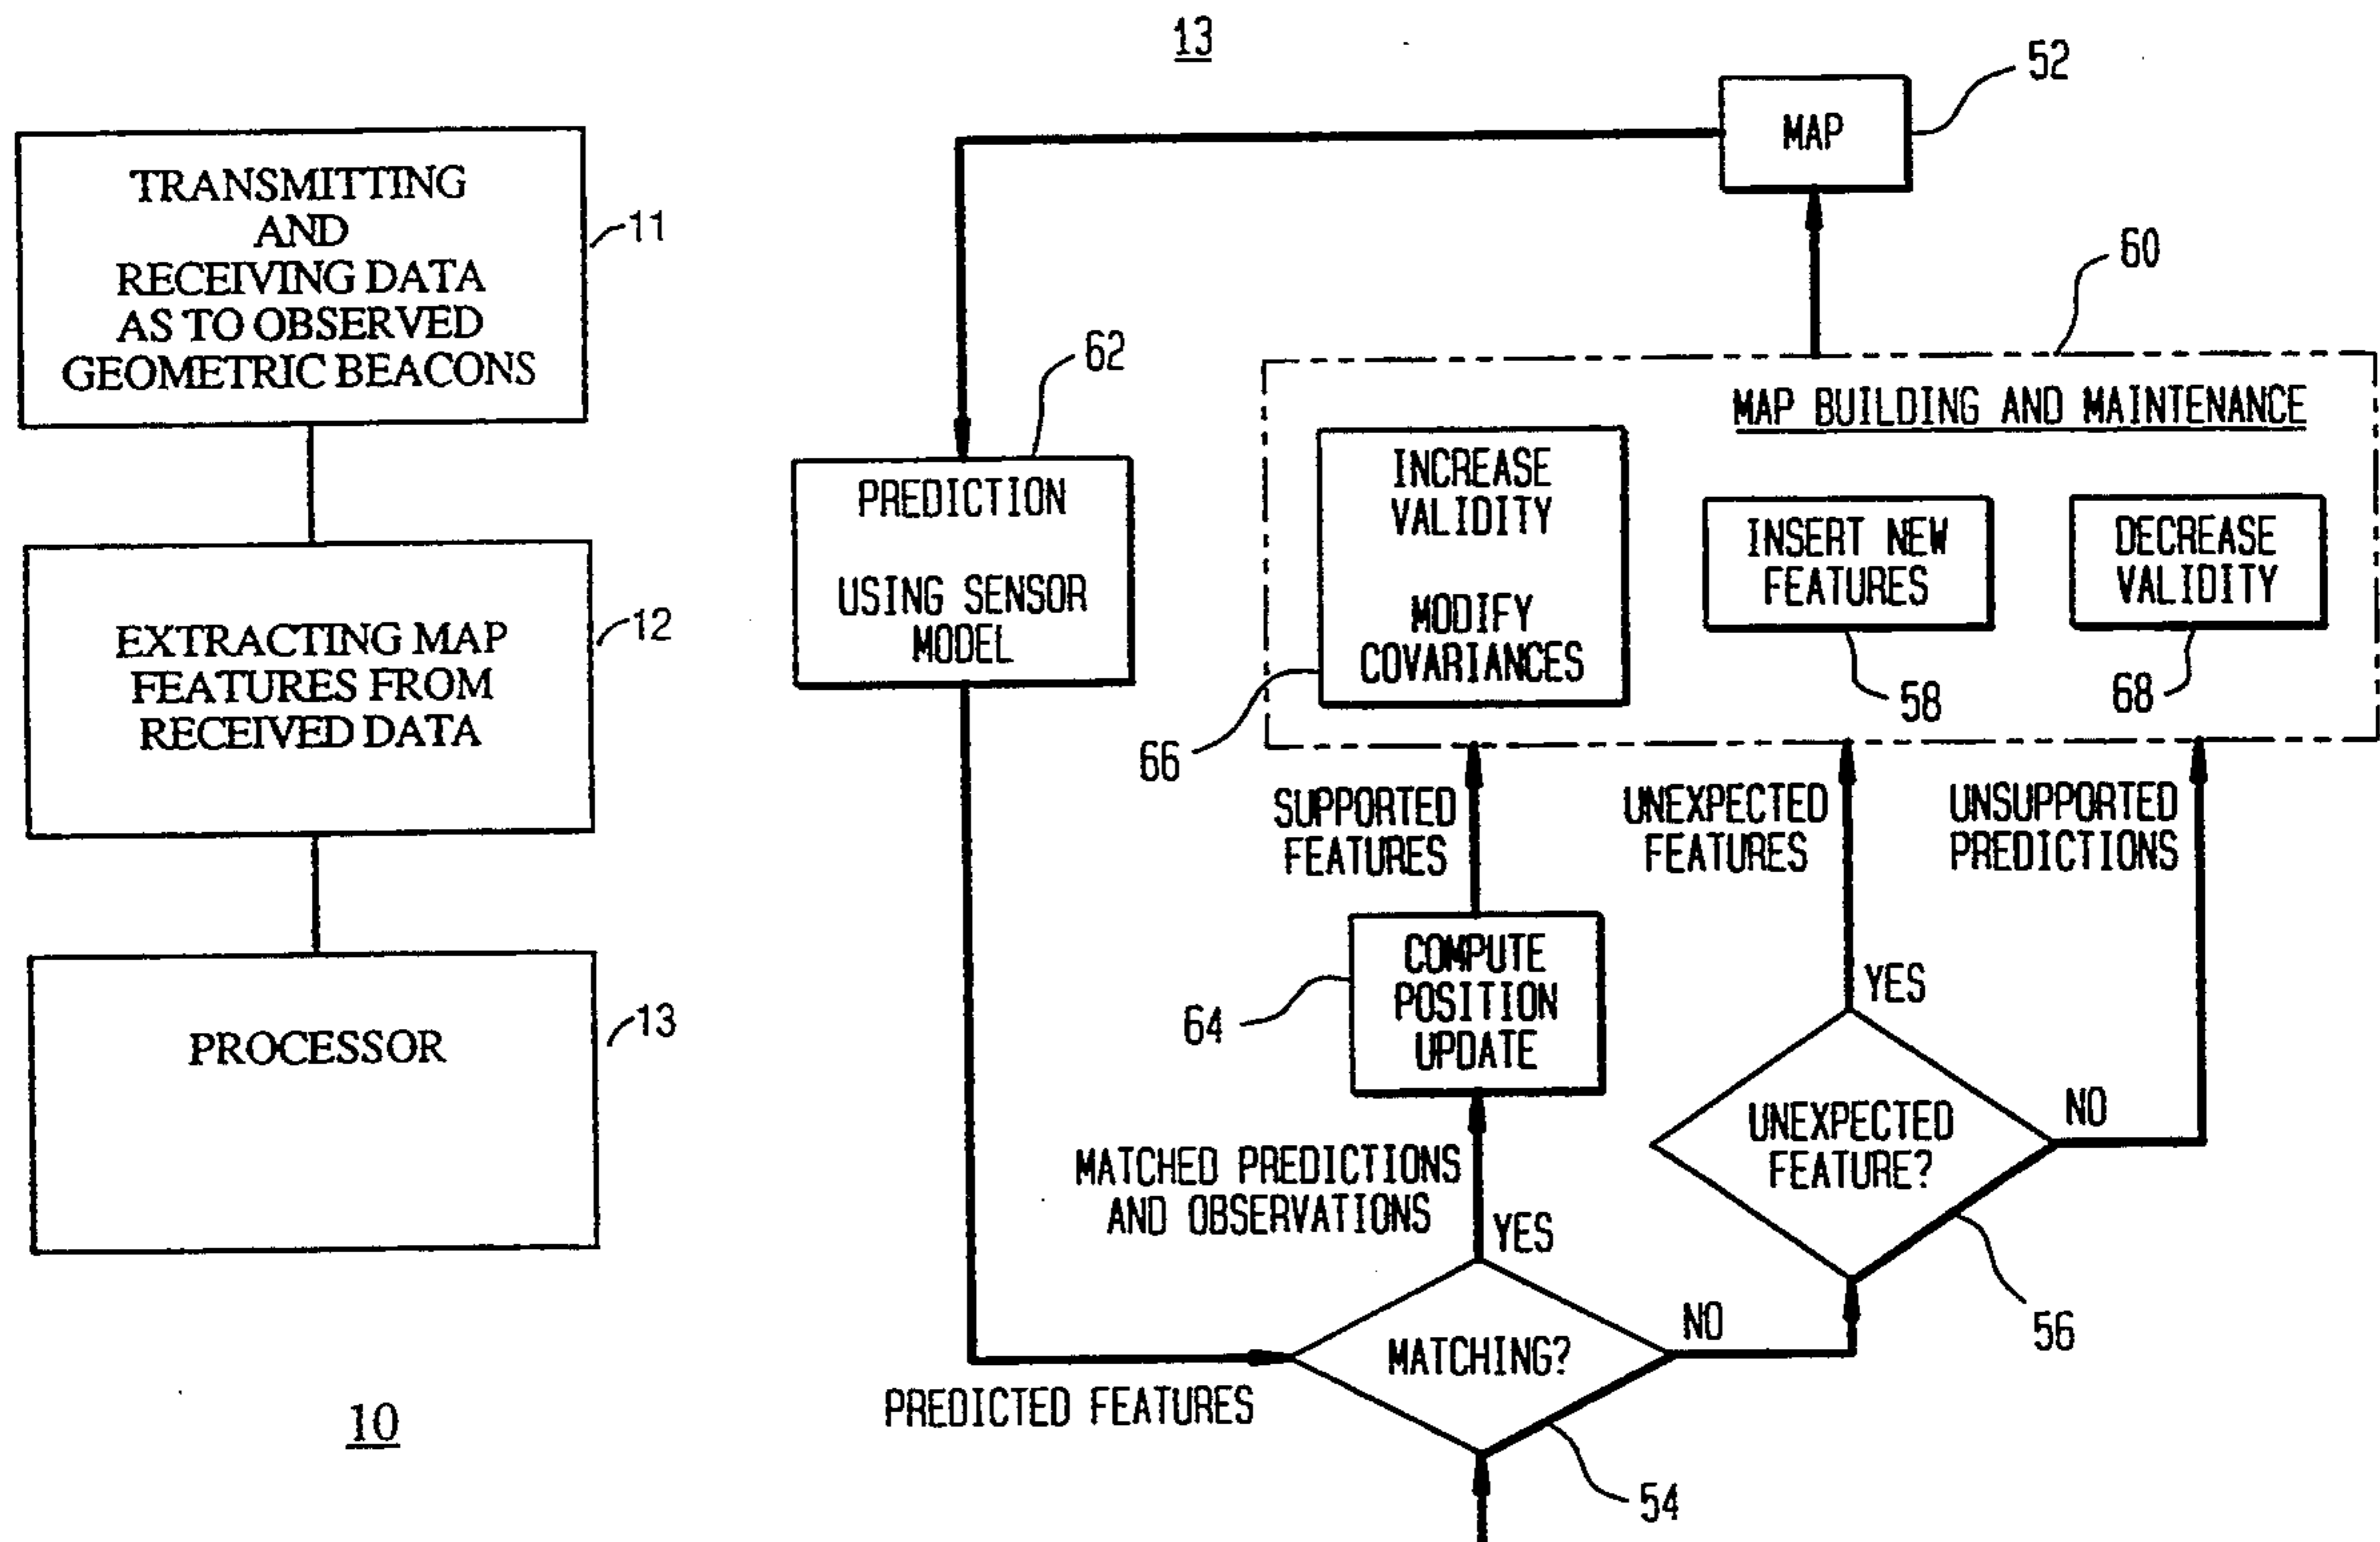 TRANSMITTING
AND
RECEIVING DATA
AS TO OBSERVED
GEOMETRIC BEACONS
11
EXTRACTING MAP
FEATURES FROM
RECEIVED DATA
12
PROCESSOR
13
10
13
MAP
52
60
MAP BUILDING AND MAINTENANCE
62
PREDICTION
USING SENSOR
MODEL
INCREASE
VALIDITY
MODIFY
COVARIANCES
66
INSERT NEW
FEATURES
58
DECREASE
VALIDITY
68
SUPPORTED
FEATURES
UNEXPECTED
FEATURES
UNSUPPORTED
PREDICTIONS
COMPUTE
POSITION
UPDATE
64
YES
UNEXPECTED
FEATURE?
NO
56
MATCHED PREDICTIONS
AND OBSERVATIONS
YES
MATCHING?
NO
54
PREDICTED FEATURES